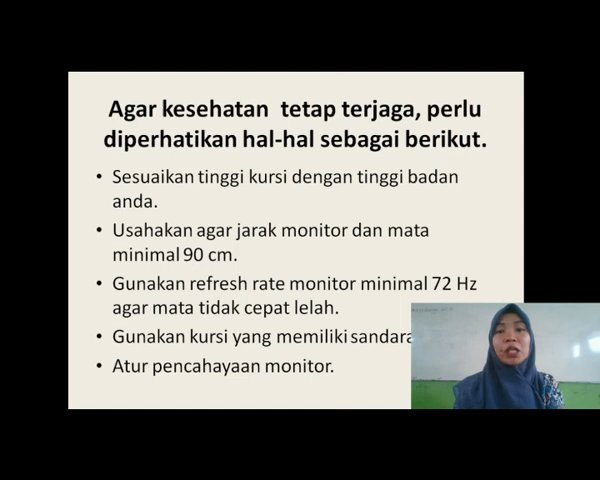 Agar kesehatan tetap terjaga, perlu
diperhatikan hal-hal sebagai berikut.
• Sesuaikan tinggi kursi dengan tinggi badan
anda.
• Usahakan agar jarak monitor dan mata
minimal 90 cm.
• Gunakan refresh rate monitor minimal 72 Hz
agar mata tidak cepat lelah.
• Gunakan kursi yang memiliki
• Atur pencahayaan monitor.